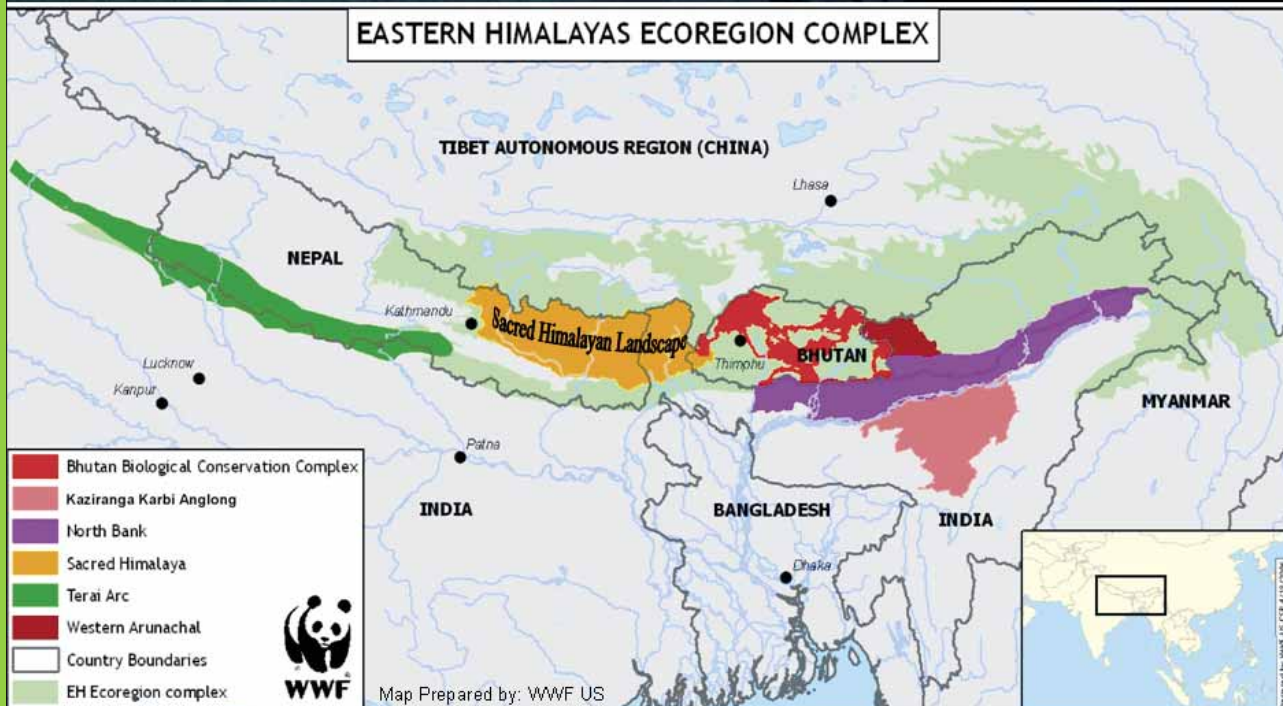 EASTERN HIMALAYAS ECOREGION COMPLEX
TIBET AUTONOMOUS REGION (CHINA)
Lhasa
NEPAL
Kathmandu
Sacred Himalayan Landscape
Thimphu
BHUTAN
Lucknow
Kanpur
MYANMAR
Patna
INDIA
BANGLADESH
INDIA
Dhaka
Bhutan Biological Conservation Complex
Kaziranga Karbi Anglong
North Bank
Sacred Himalaya
Terai Arc
Western Arunachal
Country Boundaries
EH Ecoregion complex
WWF
Map Prepared by: WWF US